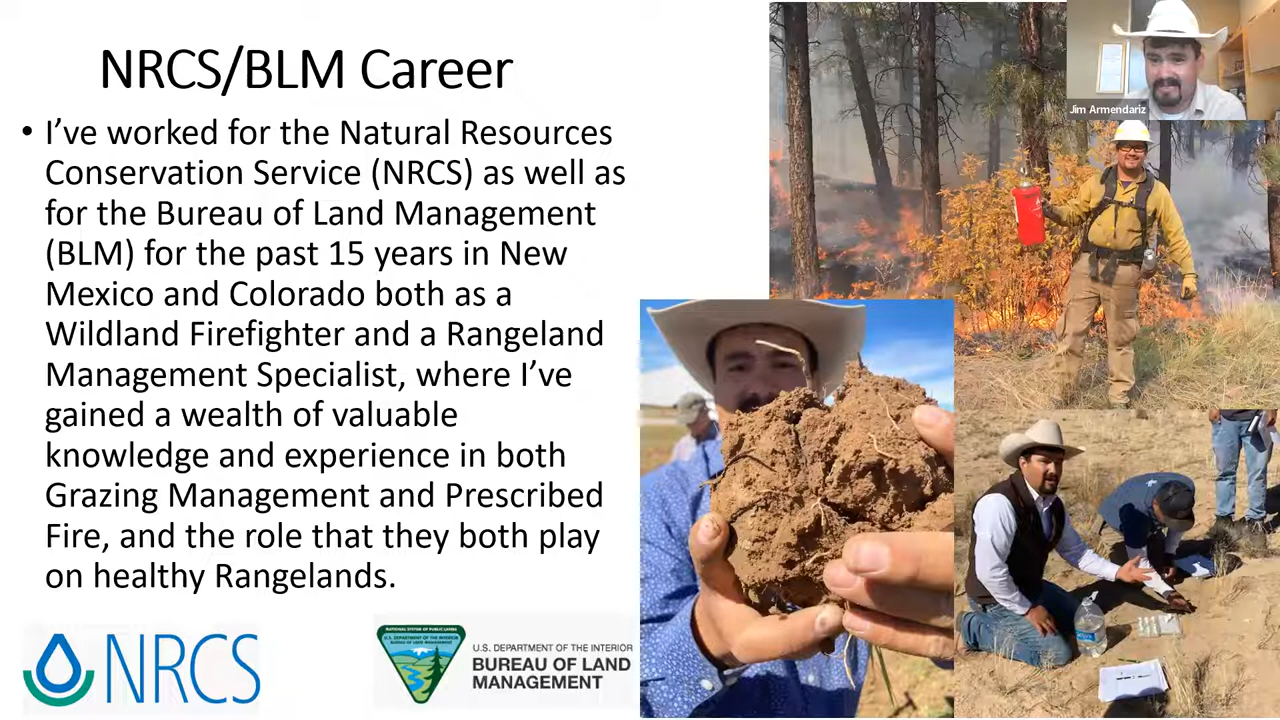 NRCS/BLM Career
• I’ve worked for the Natural Resources
Conservation Service (NRCS) as well as
for the Bureau of Land Management
(BLM) for the past 15 years in New
Mexico and Colorado both as a
Wildland Firefighter and a Rangeland
Management Specialist, where I’ve
gained a wealth of valuable
knowledge and experience in both
Grazing Management and Prescribed
Fire, and the role that they both play
on healthy Rangelands.
NRCS
NATIONAL SYSTEM OF PUBLIC LANDS
U.S. DEPARTMENT OF THE INTERIOR
BUREAU OF LAND MANAGEMENT
U.S. DEPARTMENT OF THE INTERIOR
BUREAU OF LAND
MANAGEMENT
Jim Armendariz